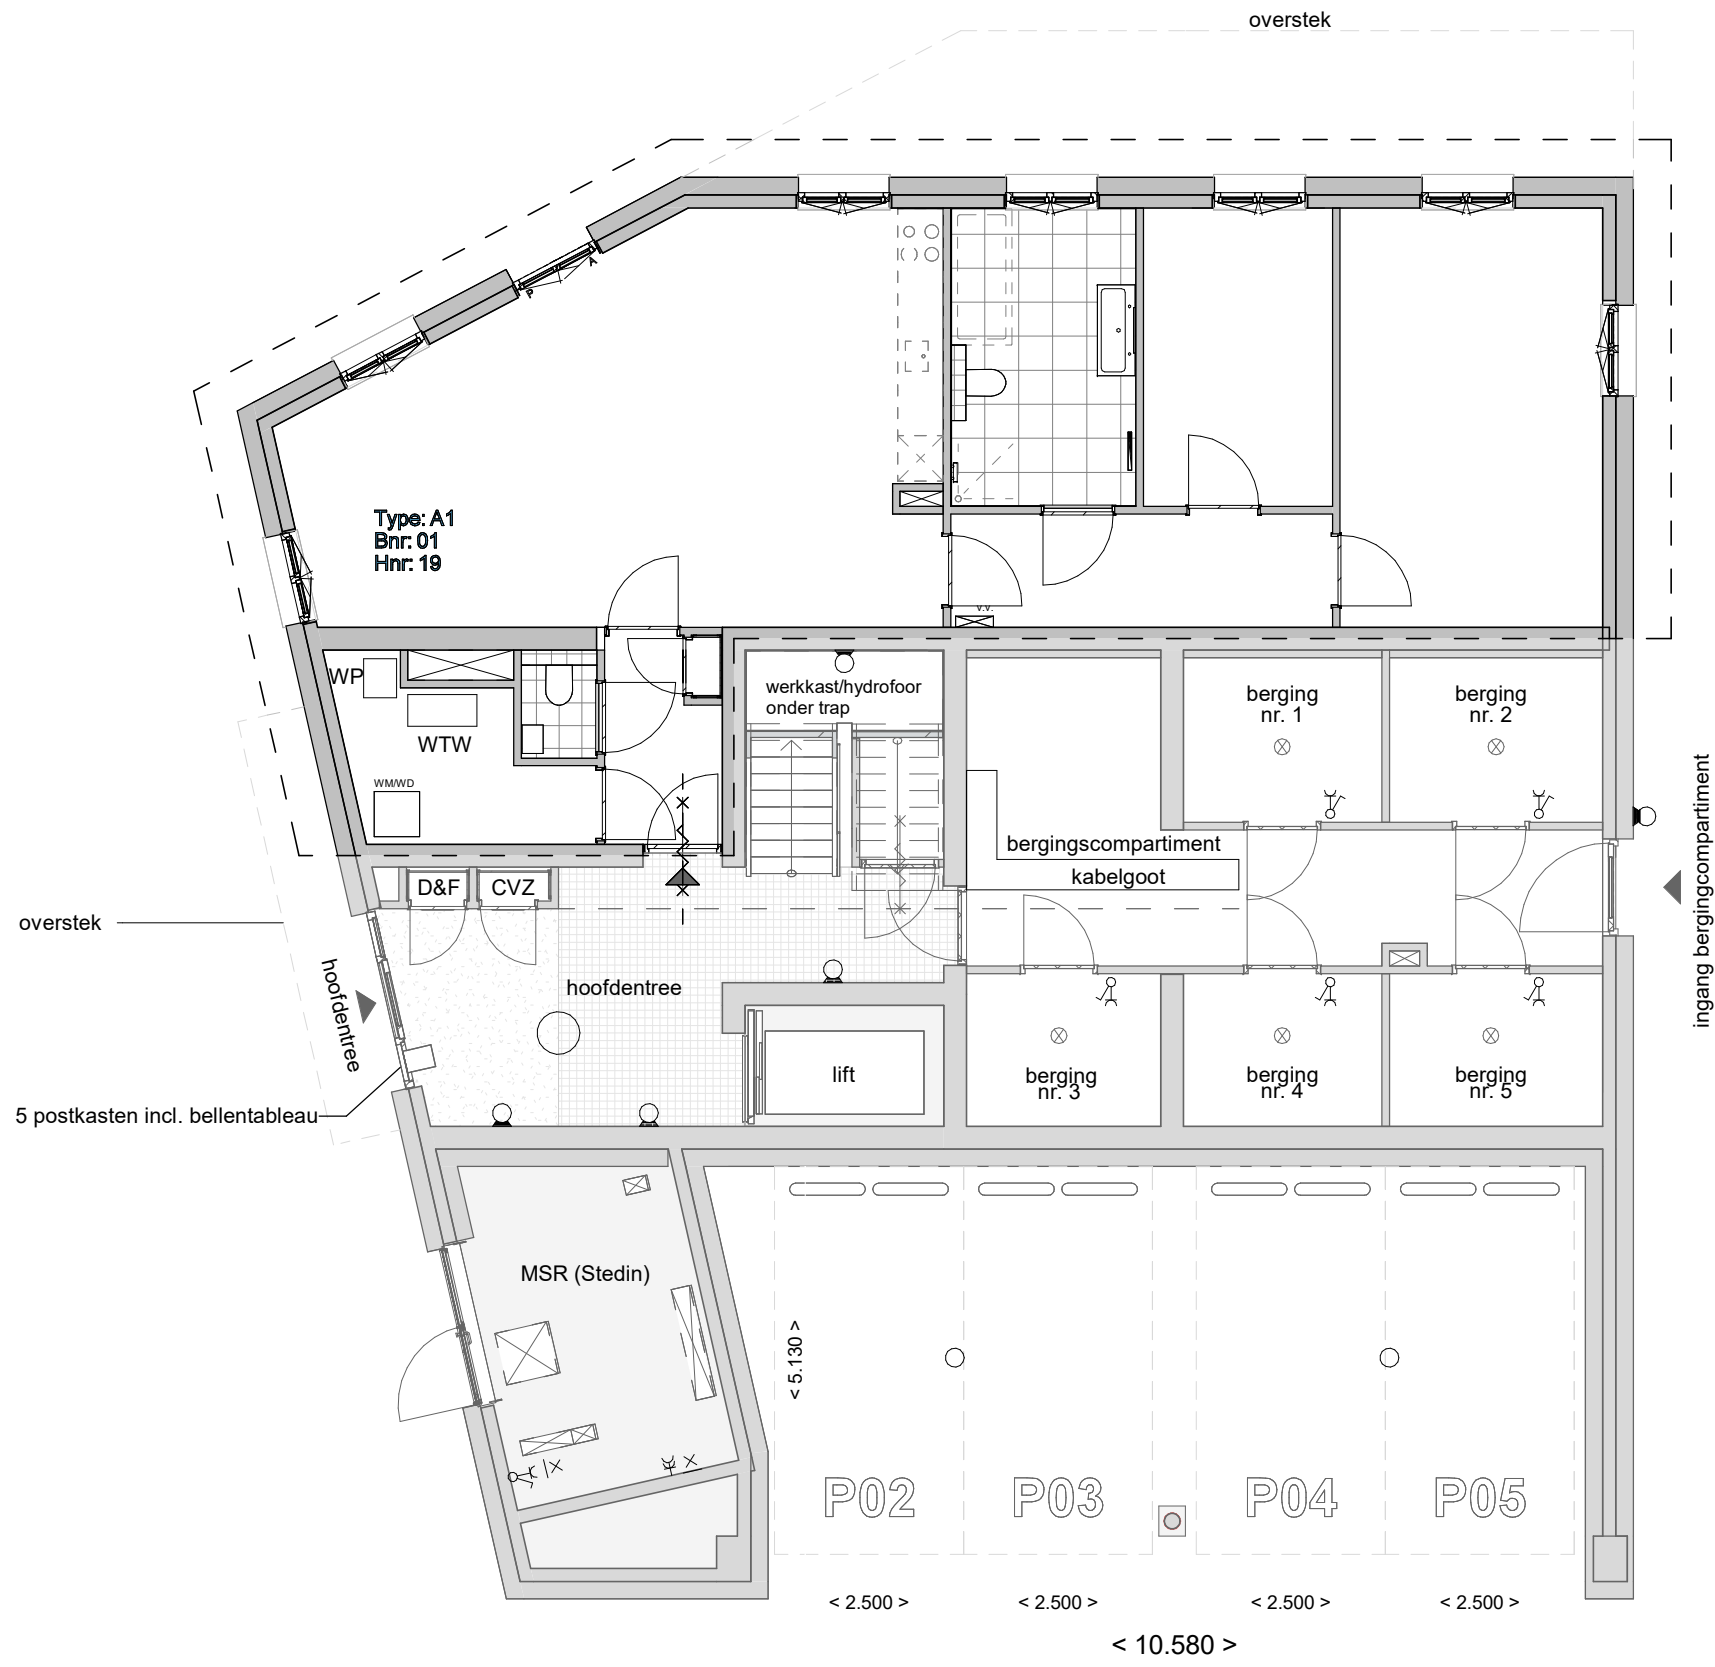 overstek
A
P
Type: A1
Bnr: 01
Hnr: 19
v.v.
WP
WTW
WM/WD
werkkast/hydrofoor
onder trap
berging
nr. 1
berging
nr. 2
bergingscompartiment
kabelgoot
ingang bergingcompartiment
D&F
CVZ
overstek
hoofdentree
hoofdentree
5 postkasten incl. bellentableau
lift
berging
nr. 3
berging
nr. 4
berging
nr. 5
MSR (Stedin)
< 5.130 >
P02
P03
P04
P05
< 2.500 >
< 2.500 >
< 2.500 >
< 2.500 >
< 10.580 >